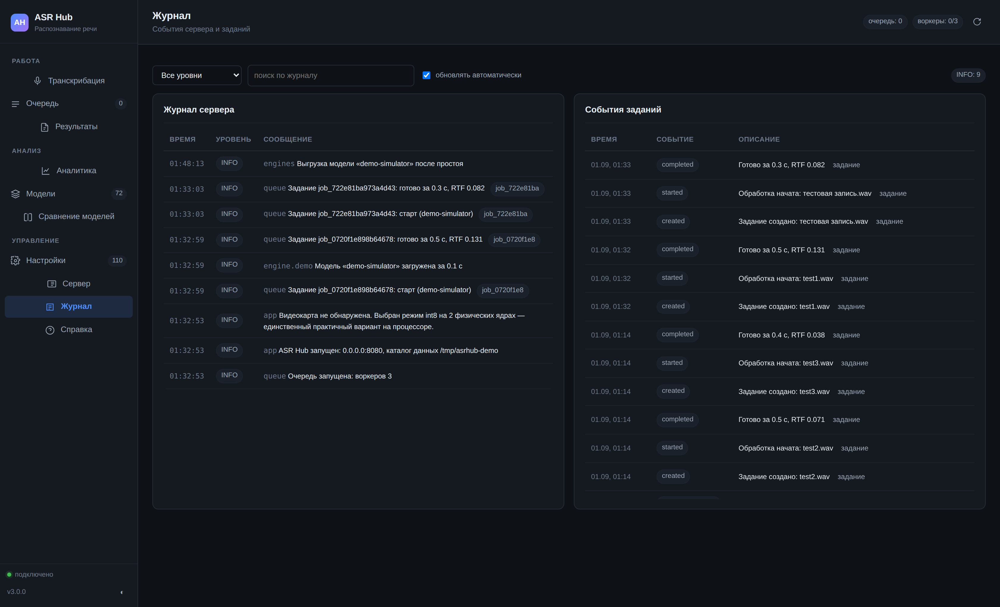 AH
ASR Hub
Распознавание речи
РАБОТА
Транскрибация
Очередь 0
Результаты
АНАЛИЗ
Аналитика
Модели 72
Сравнение моделей
УПРАВЛЕНИЕ
Настройки 110
Сервер
Журнал
Справка
подключено
v3.0.0
Журнал
События сервера и заданий
очередь: 0 воркеры: 0/3
Все уровни поиск по журналу обновлять автоматически INFO: 9
Журнал сервера
ВРЕМЯ УРОВЕНЬ СООБЩЕНИЕ
01:48:13 INFO engines Выгрузка модели «demo-simulator» после простоя
01:33:03 INFO queue Задание job_722e81ba973a4d43: готово за 0.3 с, RTF 0.082 job_722e81ba
01:33:03 INFO queue Задание job_722e81ba973a4d43: старт (demo-simulator) job_722e81ba
01:32:59 INFO queue Задание job_0720f1e898b64678: готово за 0.5 с, RTF 0.131 job_0720f1e8
01:32:59 INFO engine.demo Модель «demo-simulator» загружена за 0.1 с
01:32:59 INFO queue Задание job_0720f1e898b64678: старт (demo-simulator) job_0720f1e8
01:32:53 INFO app Видеокарта не обнаружена. Выбран режим int8 на 2 физических ядрах —
единственный практичный вариант на процессоре.
01:32:53 INFO app ASR Hub запущен: 0.0.0.0:8080, каталог данных /tmp/asrhub-demo
01:32:53 INFO queue Очередь запущена: воркеров 3
События заданий
ВРЕМЯ СОБЫТИЕ ОПИСАНИЕ
01.09, 01:33 completed Готово за 0.3 с, RTF 0.082 задание
01.09, 01:33 started Обработка начата: тестовая запись.wav задание
01.09, 01:33 created Задание создано: тестовая запись.wav задание
01.09, 01:32 completed Готово за 0.5 с, RTF 0.131 задание
01.09, 01:32 started Обработка начата: test1.wav задание
01.09, 01:32 created Задание создано: test1.wav задание
01.09, 01:14 completed Готово за 0.4 с, RTF 0.038 задание
01.09, 01:14 started Обработка начата: test3.wav задание
01.09, 01:14 created Задание создано: test3.wav задание
01.09, 01:14 completed Готово за 0.5 с, RTF 0.071 задание
01.09, 01:14 started Обработка начата: test2.wav задание
01.09, 01:14 created Задание создано: test2.wav задание